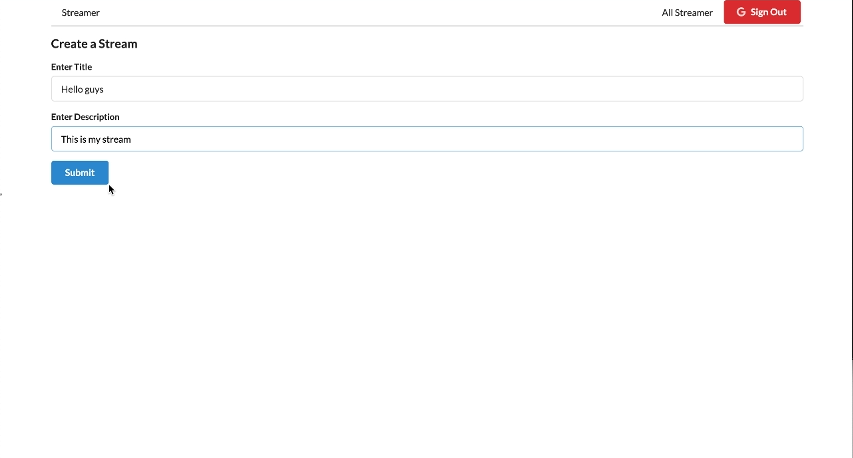 Streamer All Streamer Sign Out
Create a Stream
Enter Title
Hello guys
Enter Description
This is my stream
Submit